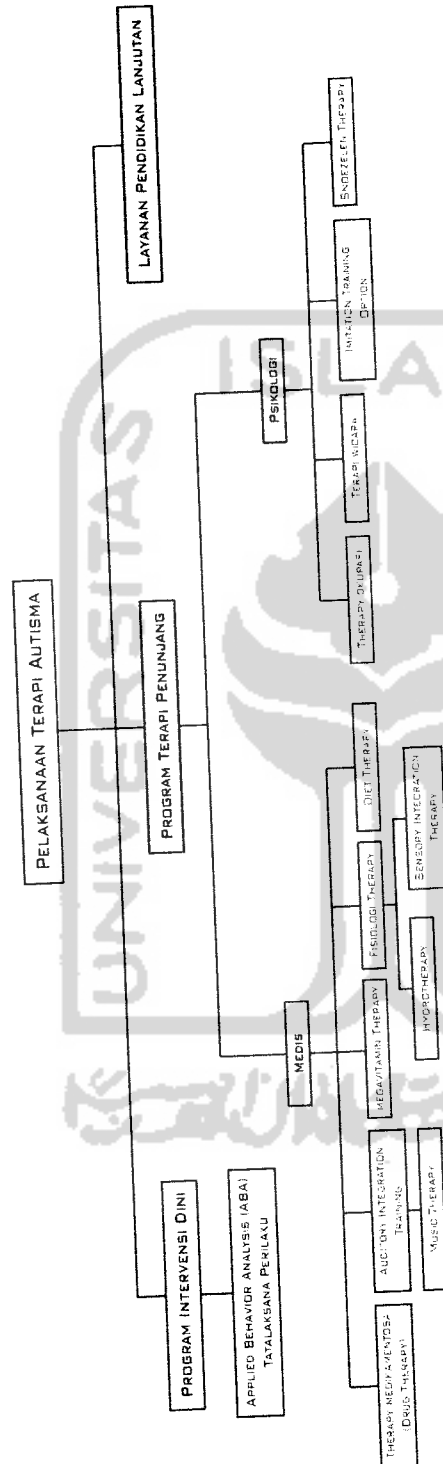 PELAKSANAAN TERAPI AUTISMA
PROGRAM INTERVENSI DINI
PROGRAM TERAPI PENUNJANG
LAYANAN PENDIDIKAN LANJUTAN
APPLIED BEHAVIOR ANALYSIS (ABA)
TATALAKSANA PERILAKU
MEDIS
PSIKOLOGI
THERAPY MEDIKAMENTOSA
(DRUG THERAPY)
AUDITORY INTEGRATION
TRAINING
MEGAVITAMIN THERAPY
FISIOLOGI THERAPY
DIET THERAPY
THERAPY OKUPASI
TERAPI WICARA
IMITATION TRAINING
OPTION
SNOEZELEN THERAPY
MUSIC THERAPY
HYDROTHERAPY
SENSORY INTEGRATION
THERAPY
UNIVERSITAS
ISLA